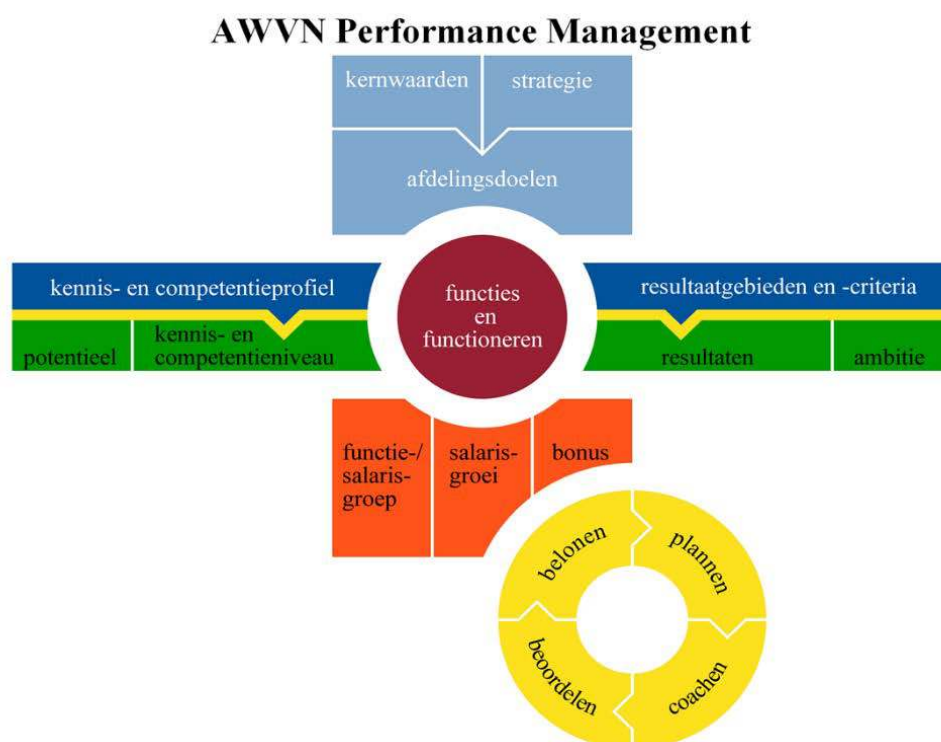 AWVN Performance Management
kernwaarden
strategie
afdelingsdoelen
kennis- en competentieprofiel
functies
en
functioneren
resultaatgebieden en -criteria
potentieel
kennis- en
competentieniveau
resultaten
ambitie
functie-/
salaris-
groep
salaris-
groei
bonus
belonen
plannen
beoordelen
coachen